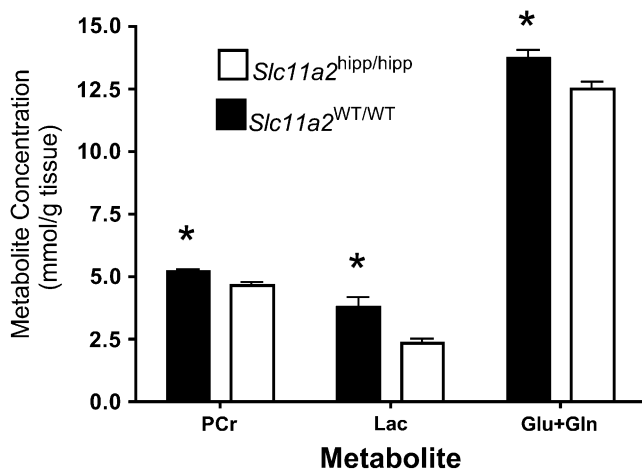 Metabolite Concentration
(mmol/g tissue)
15.0
12.5
10.0
7.5
5.0
2.5
0.0
Slc11a2hipp/hipp
Slc11a2WT/WT
*
*
*
PCr
Lac
Glu+Gln
Metabolite